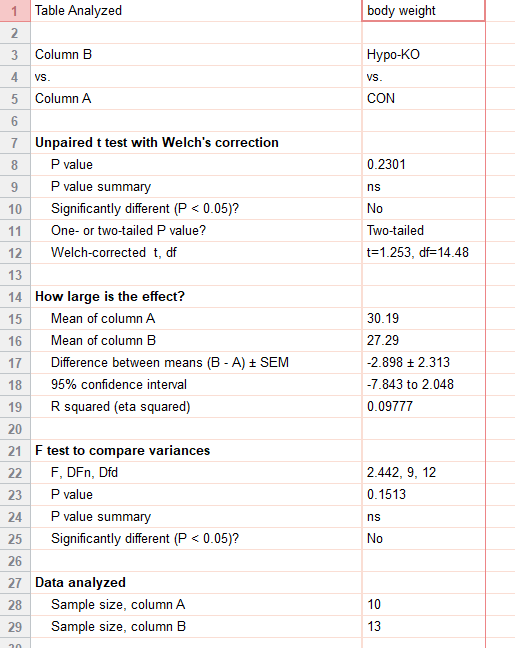 1 Table Analyzed body weight
2
3 Column B Hypo-KO
4 vs. vs.
5 Column A CON
6
7 Unpaired t test with Welch's correction
8 P value 0.2301
9 P value summary ns
10 Significantly different (P < 0.05)? No
11 One- or two-tailed P value? Two-tailed
12 Welch-corrected t, df t=1.253, df=14.48
13
14 How large is the effect?
15 Mean of column A 30.19
16 Mean of column B 27.29
17 Difference between means (B - A) ± SEM -2.898 ± 2.313
18 95% confidence interval -7.843 to 2.048
19 R squared (eta squared) 0.09777
20
21 F test to compare variances
22 F, DFn, Dfd 2.442, 9, 12
23 P value 0.1513
24 P value summary ns
25 Significantly different (P < 0.05)? No
26
27 Data analyzed
28 Sample size, column A 10
29 Sample size, column B 13